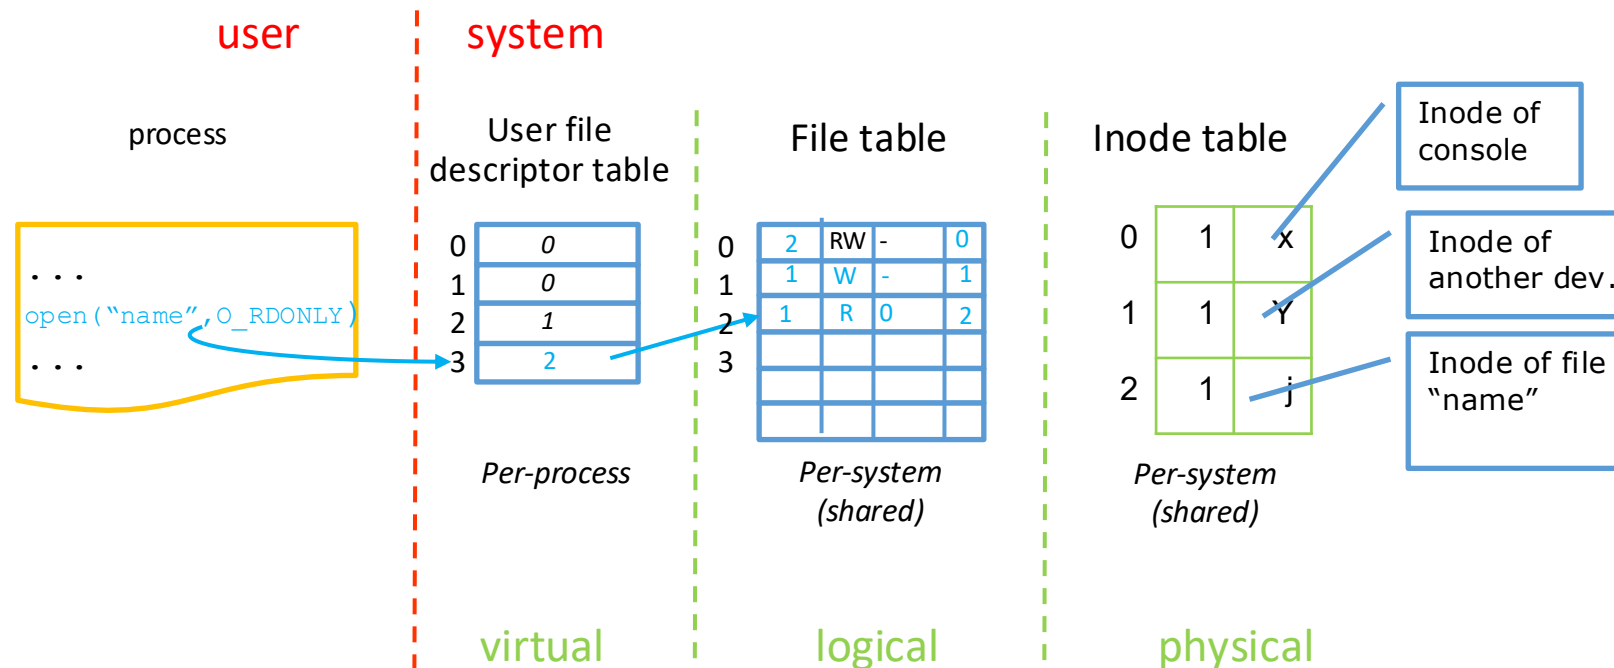 user
system
process
User file
descriptor table
File table
Inode table
Inode of
console
Inode of
another dev.
Inode of file
“name”
...
open(“name”,O_RDONLY)
...
0 0
1 0
2 1
3 2
0 2 RW - 0
1 1 W - 1
2 1 R 0 2
3
0 1 x
1 1 Y
2 1 j
Per-process
Per-system
(shared)
Per-system
(shared)
virtual
logical
physical